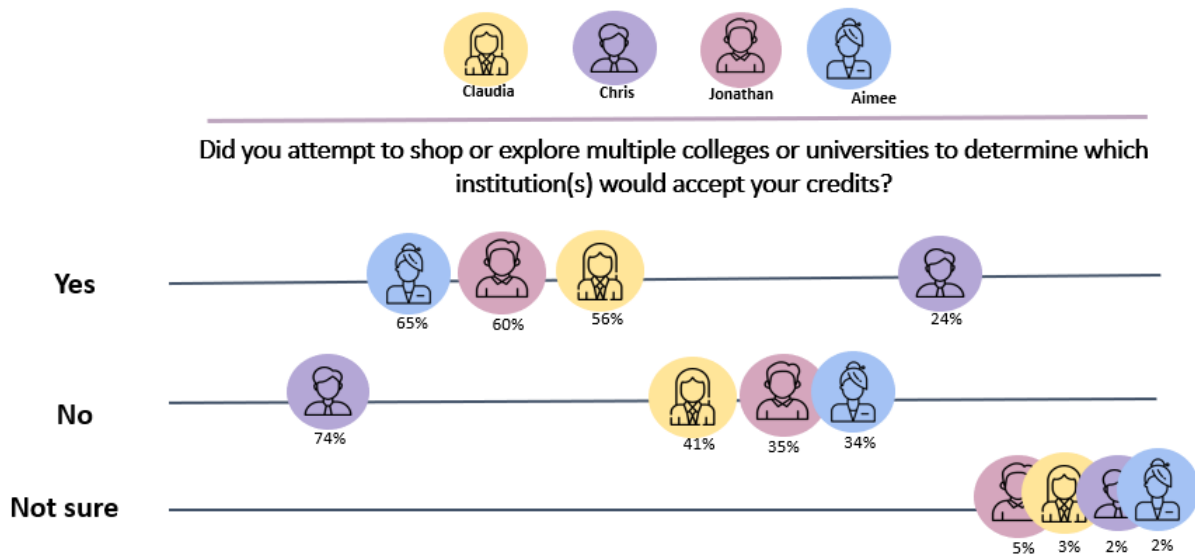 Claudia Chris Jonathan Aimee
Did you attempt to shop or explore multiple colleges or universities to determine which
institution(s) would accept your credits?
Yes
65% 60% 56% 24%
No
74% 41% 35% 34%
Not sure
5% 3% 2% 2%